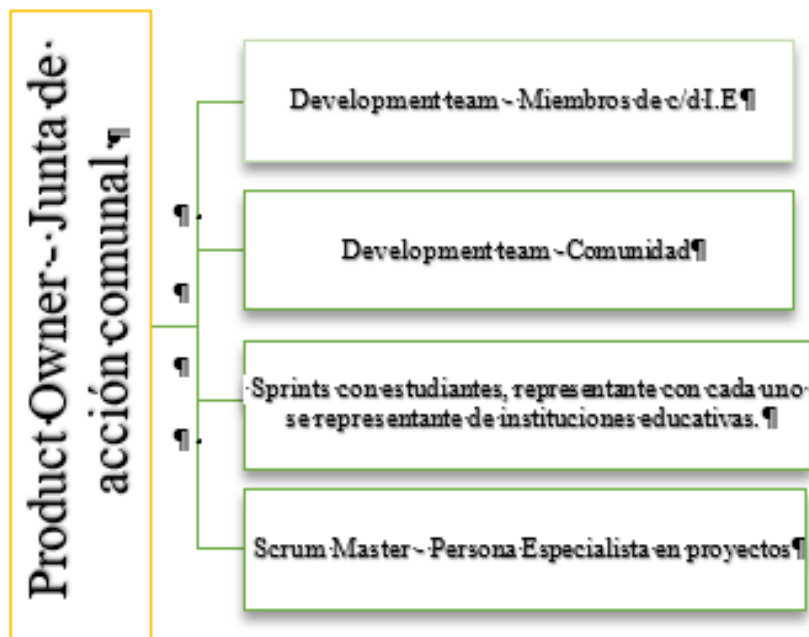 Product Owner - Junta de
acción comunal
Development team - Miembros de c/d I.E
Development team -Comunidad
Sprints con estudiantes, representante con cada uno
se representante de instituciones educativas.
Scrum Master - Persona Especialista en proyectos